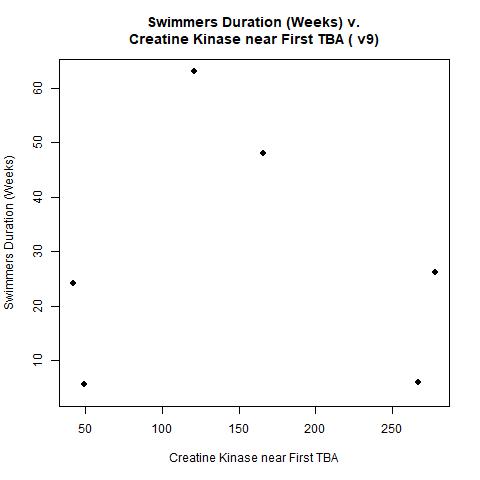 Swimmers Duration (Weeks) v.
Creatine Kinase near First TBA ( v9)
Swimmers Duration (Weeks)
60
50
40
30
20
10
50 100 150 200 250
Creatine Kinase near First TBA